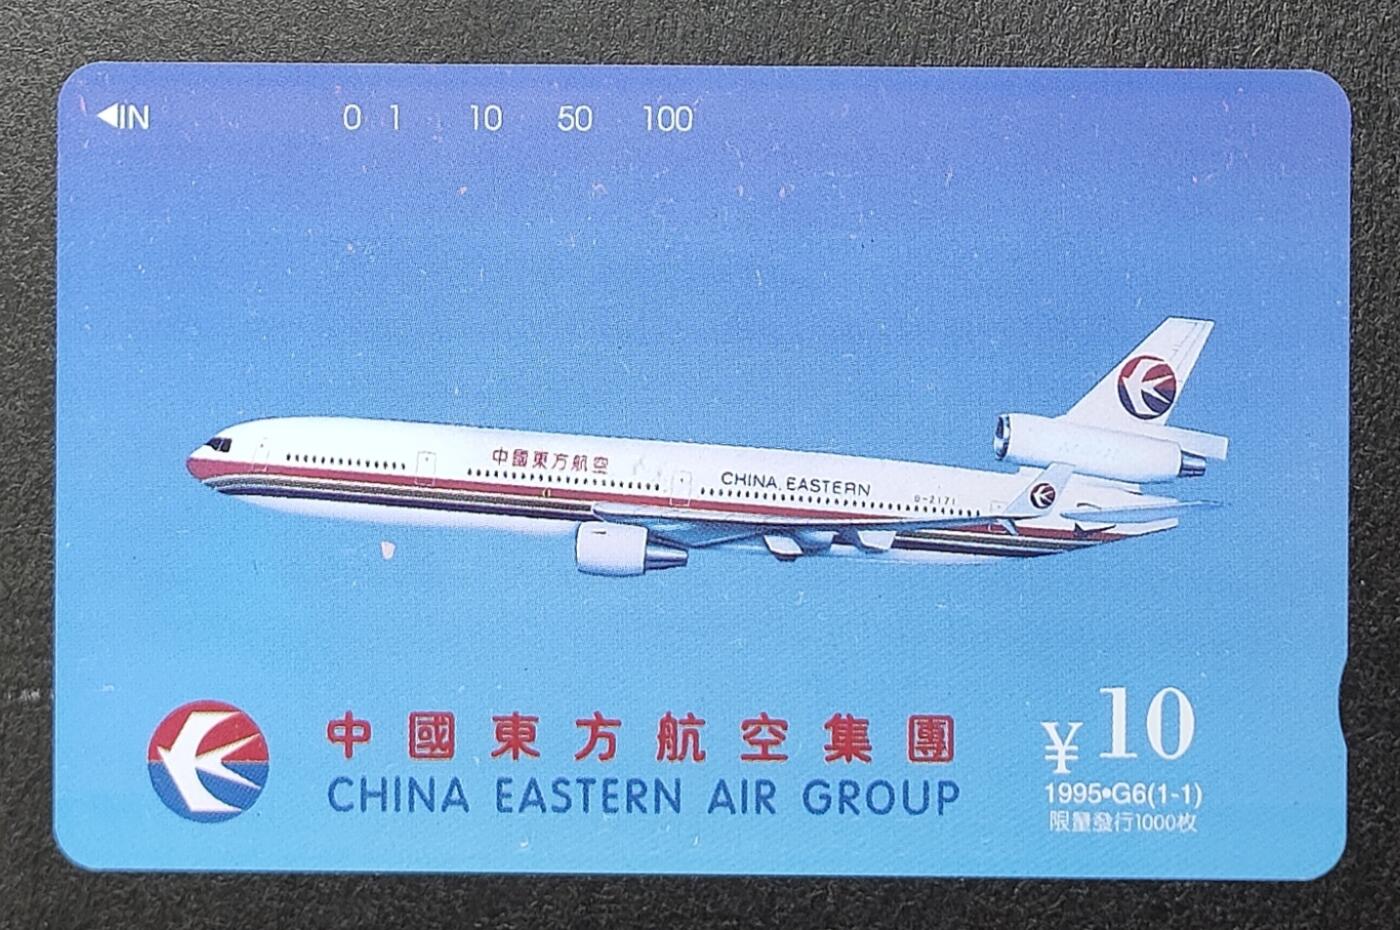 ◀IN 0 1 10 50 100
中國東方航空
CHINA EASTERN
B-2171
中國東方航空集團
CHINA EASTERN AIR GROUP
¥10
1995•G6(1-1)
限量發行1000枚